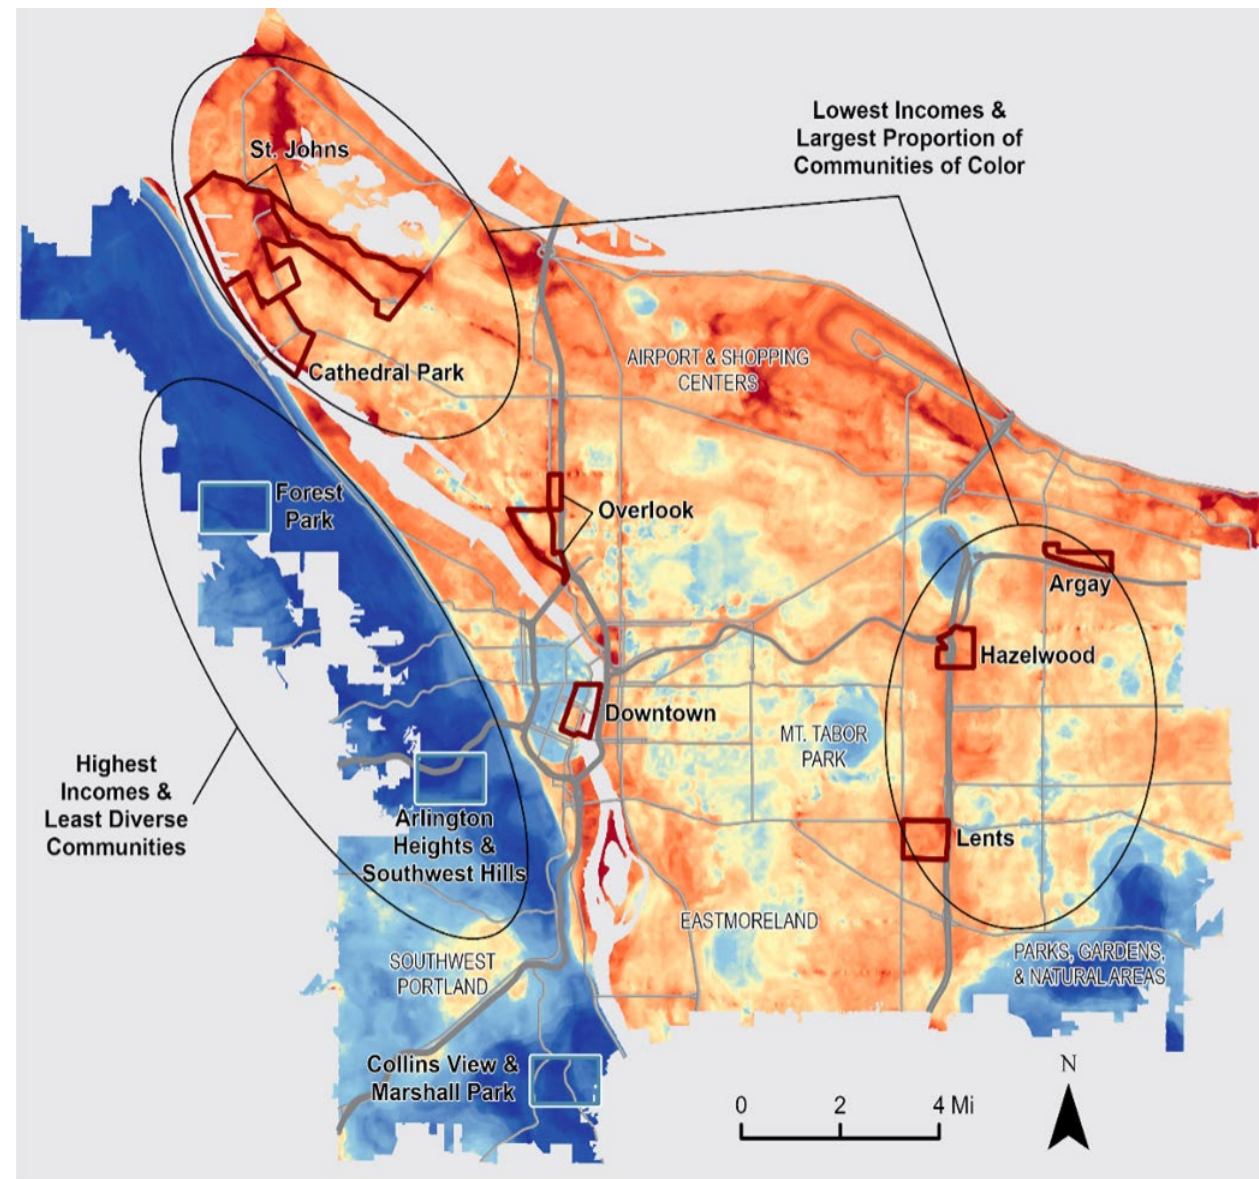 Lowest Incomes &
Largest Proportion of
Communities of Color
St. Johns
AIRPORT & SHOPPING
CENTERS
Cathedral Park
Forest
Park
Overlook
Argay
Hazelwood
Downtown
MT. TABOR
PARK
Highest
Incomes &
Least Diverse
Communities
Arlington
Heights &
Southwest Hills
Lents
EASTMORELAND
SOUTHWEST
PORTLAND
PARKS, GARDENS,
& NATURAL AREAS
Collins View &
Marshall Park
N
0 2 4 Mi